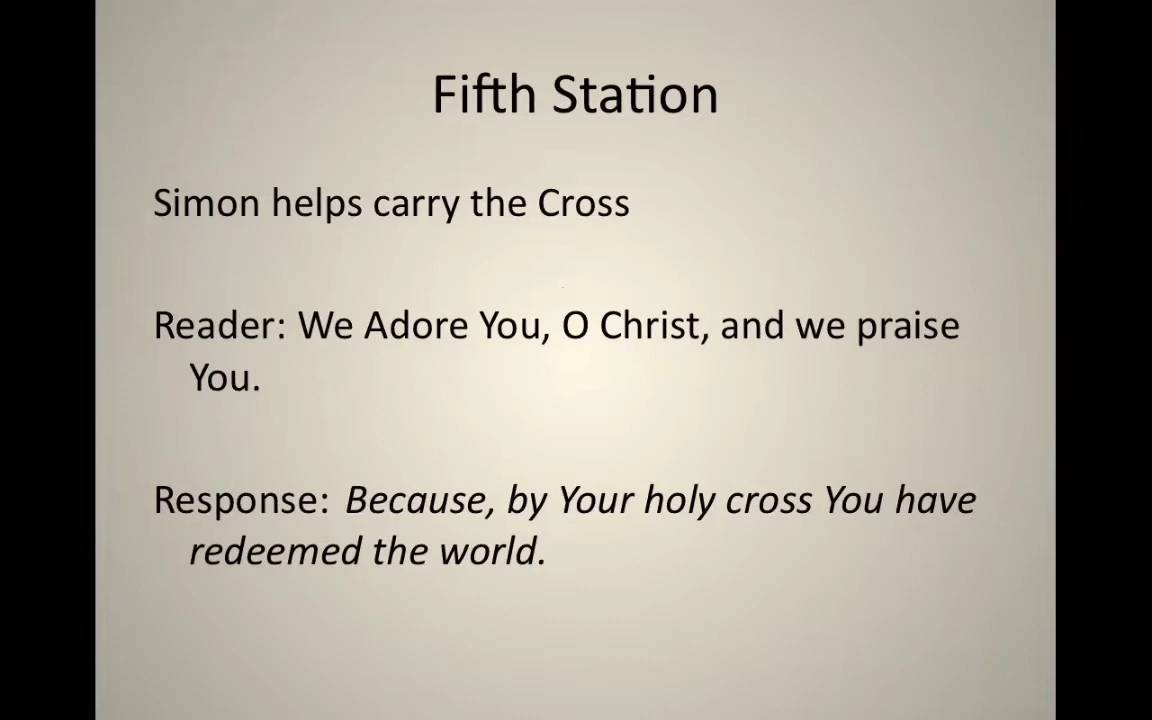 Fifth Station
Simon helps carry the Cross
Reader: We Adore You, O Christ, and we praise
You.
Response: Because, by Your holy cross You have
redeemed the world.